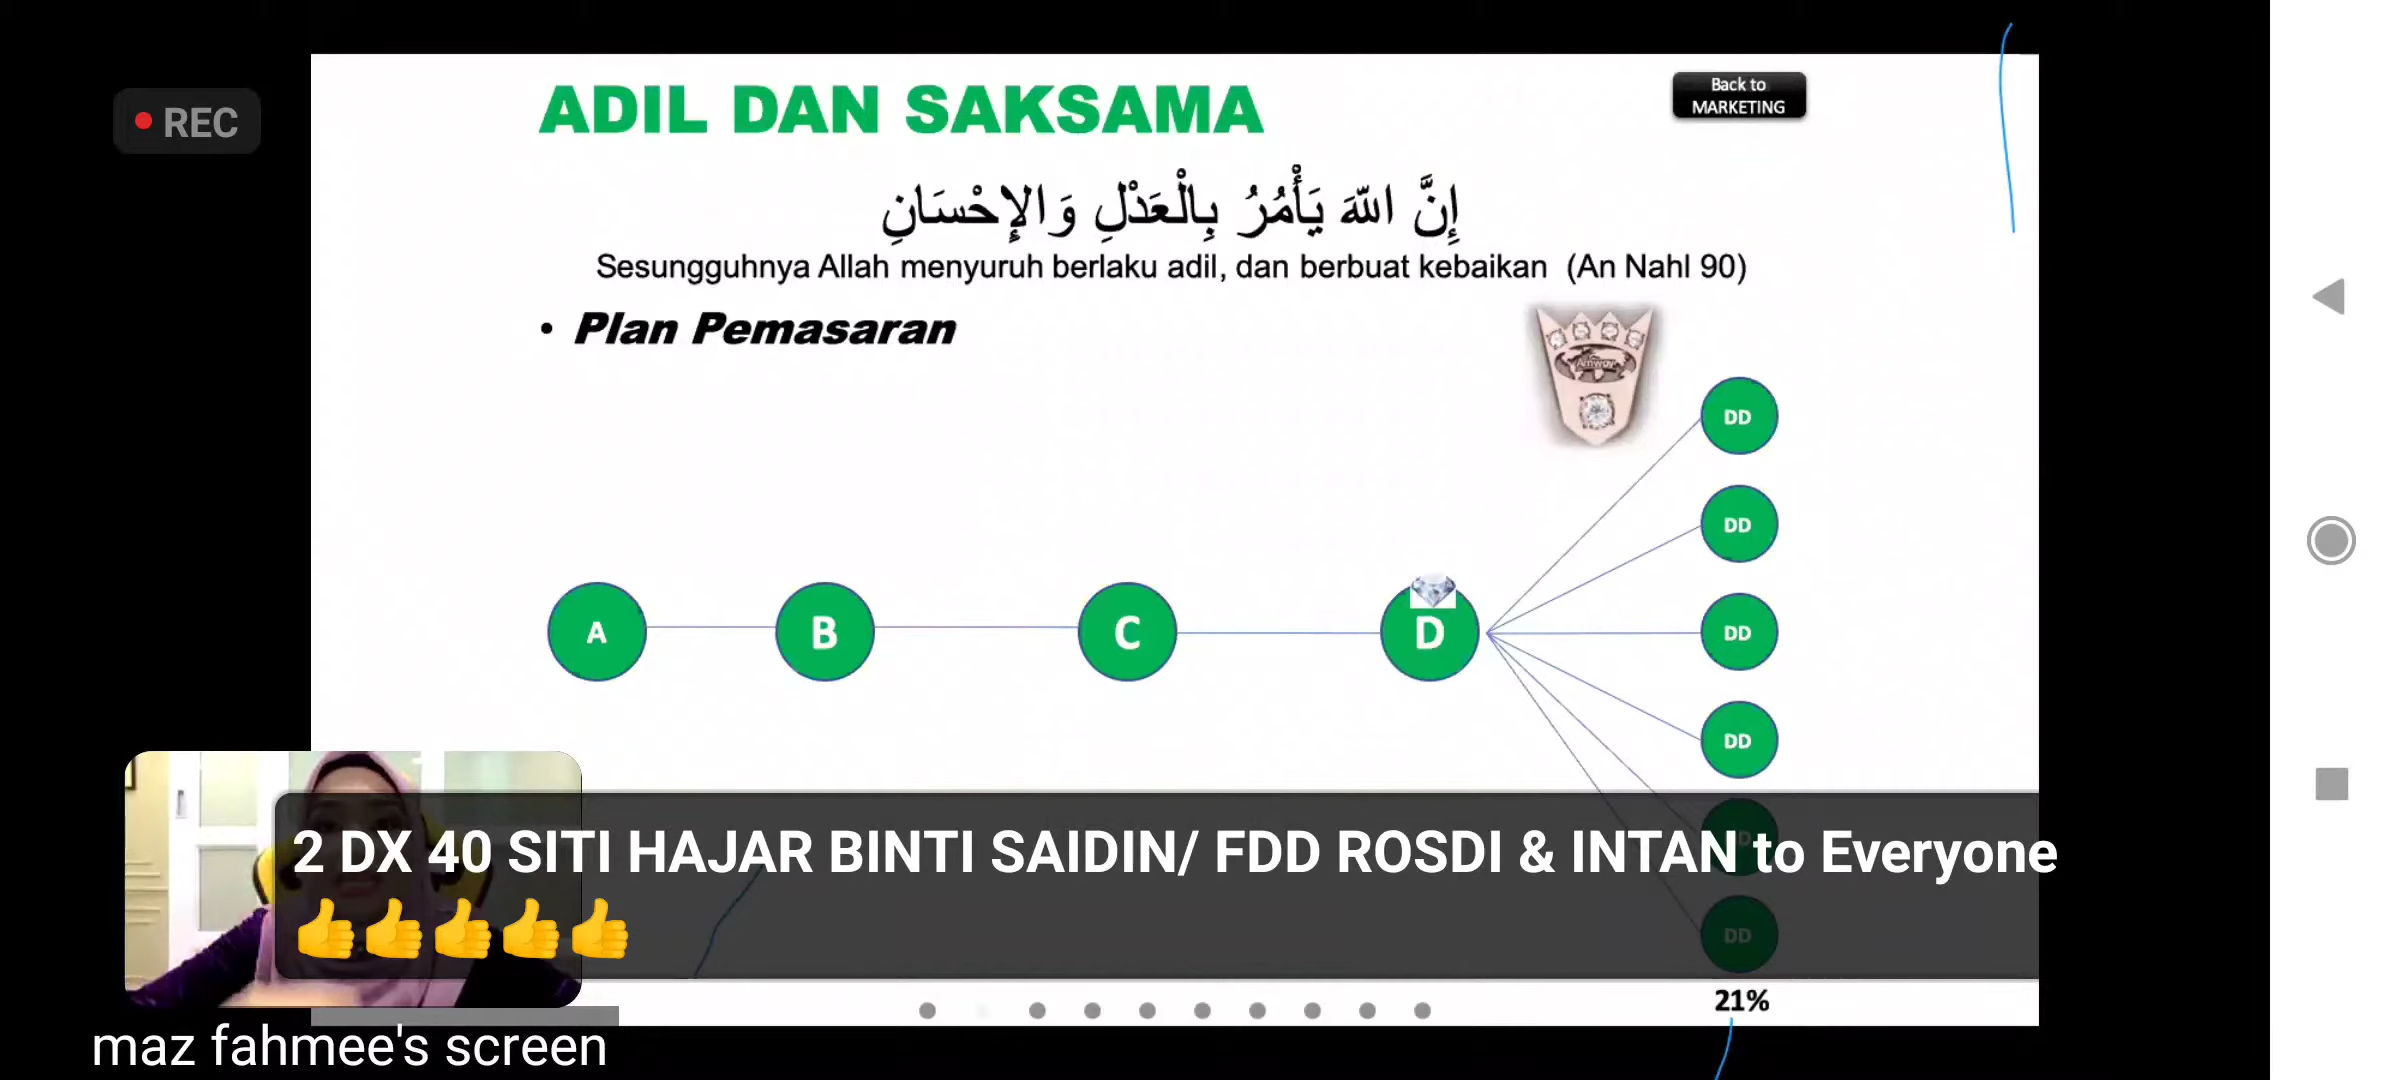 REC
ADIL DAN SAKSAMA
Back to
MARKETING
إِنَّ اللهَ يَأْمُرُ بِالْعَدْلِ وَالإِحْسَانِ
Sesungguhnya Allah menyuruh berlaku adil, dan berbuat kebaikan (An Nahl 90)
• Plan Pemasaran
DD
DD
A B C D DD
DD
2 DX 40 SITI HAJAR BINTI SAIDIN/ FDD ROSDI & INTAN to Everyone
👍👍👍👍👍
DD
21%
maz fahmee's screen